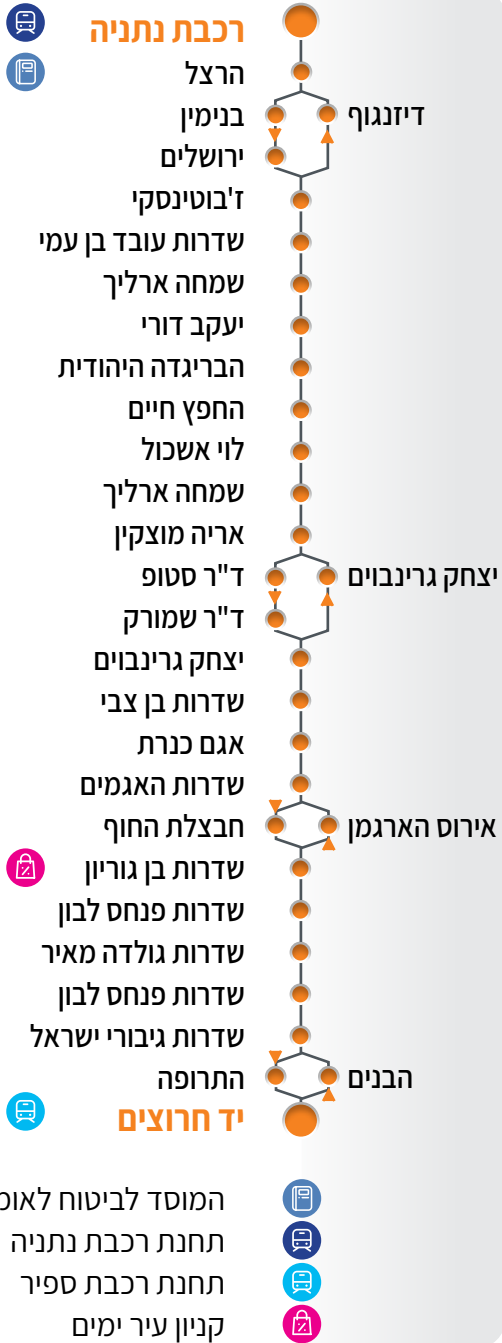 רכבת נתניה
הרצל
דיזנגוף
בנימין
ירושלים
ז'בוטינסקי
שדרות עובד בן עמי
שמחה ארליך
יעקב דורי
הבריגדה היהודית
החפץ חיים
לוי אשכול
שמחה ארליך
אריה מוצקין
יצחק גרינבוים
ד"ר סטופ
ד"ר שמורק
יצחק גרינבוים
שדרות בן צבי
אגם כנרת
שדרות האגמים
אירוס הארגמן
חבצלת החוף
שדרות בן גוריון
שדרות פנחס לבון
שדרות גולדה מאיר
שדרות פנחס לבון
שדרות גיבורי ישראל
הבנים
התרופה
יד חרוצים
המוסד לביטוח
תחנת רכבת נתניה
תחנת רכבת ספיר
קניון עיר ימים